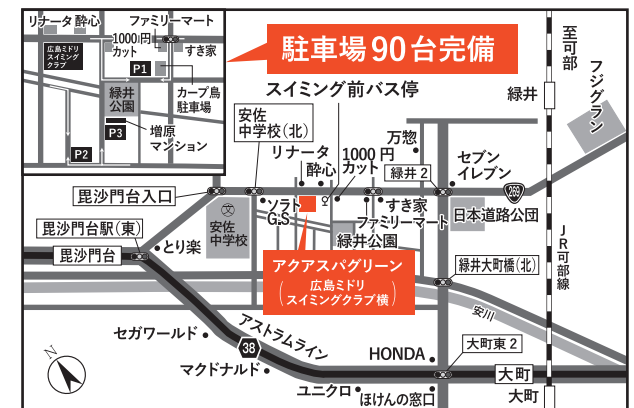 リナータ 酔心
ファミリーマート
1000円
カット
すき家
広島ミドリ
スイミング
クラブ
P1
緑井
公園
カープ鳥
駐車場
P3
増原
マンション
P2
駐車場90台完備
スイミング前バス停
至可部
フジグラン
緑井
安佐
中学校(北)
リナータ
酔心
1000円
カット
万惣
緑井2
セブン
イレブン
毘沙門台入口
ソラト
G.S
すき家
ファミリーマート
日本道路公団
安佐
中学校
緑井公園
毘沙門台駅(東)
毘沙門台
とり楽
アクアスパグリーン
(広島ミドリ
スイミングクラブ横)
緑井大町橋(北)
JR可部線
安川
セガワールド
アストラムライン
38
マクドナルド
HONDA
大町東2
大町
ユニクロ
ほけんの窓口
大町
N